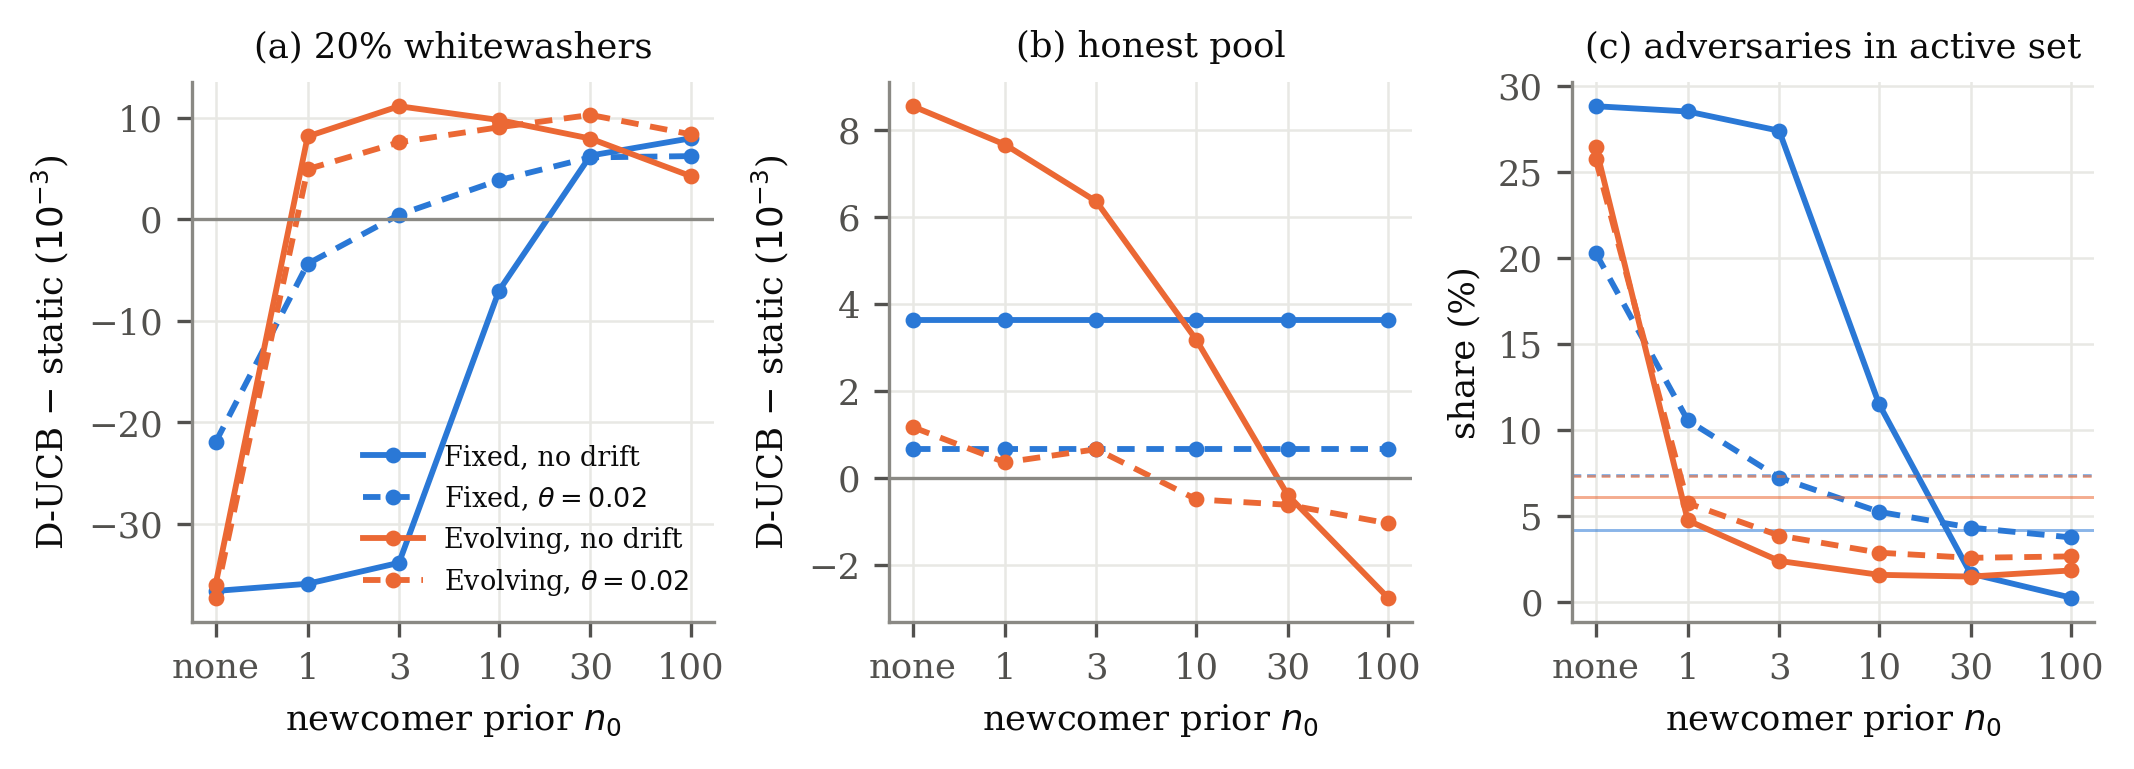 (a) 20% whitewashers
D-UCB − static (10⁻³)
10
0
−10
−20
−30
Fixed, no drift
Fixed, θ = 0.02
Evolving, no drift
Evolving, θ = 0.02
none 1 3 10 30 100
newcomer prior n₀
(b) honest pool
D-UCB − static (10⁻³)
8
6
4
2
0
−2
none 1 3 10 30 100
newcomer prior n₀
(c) adversaries in active set
share (%)
30
25
20
15
10
5
0
none 1 3 10 30 100
newcomer prior n₀